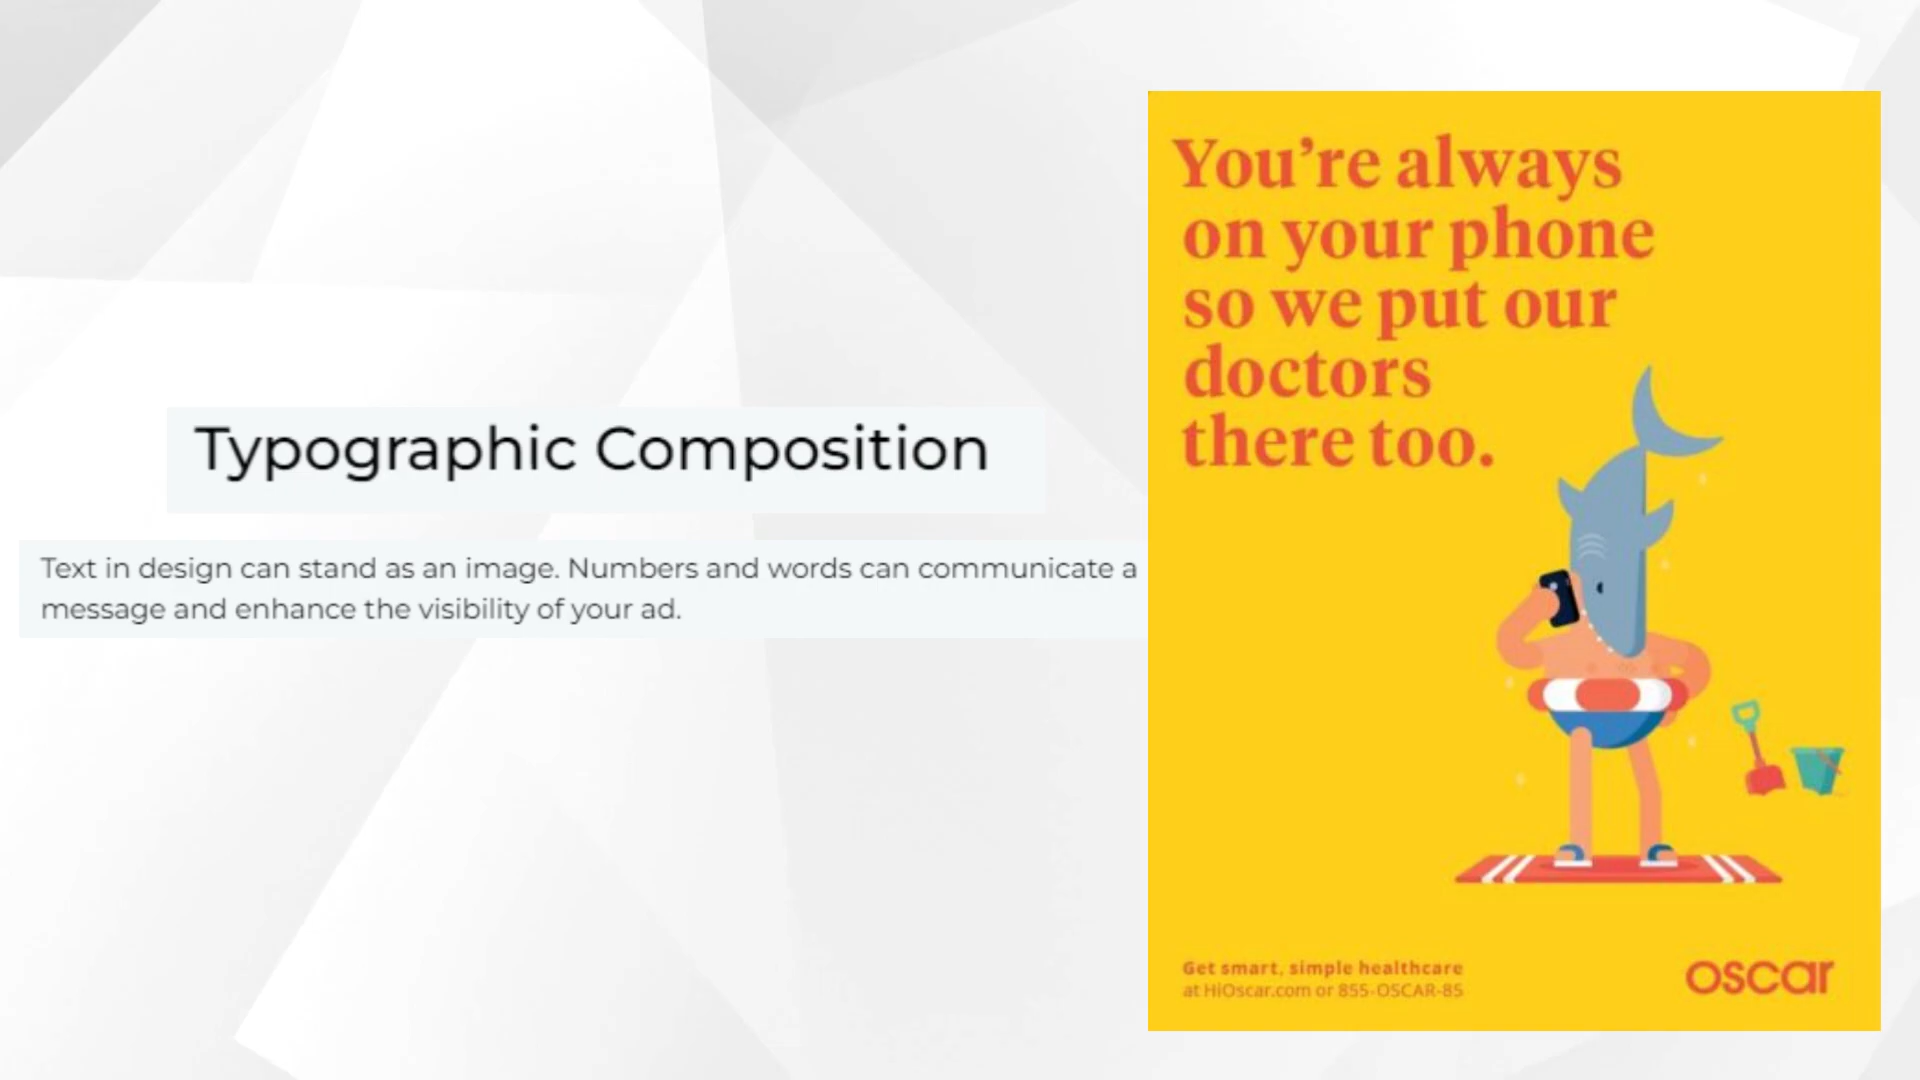 Typographic Composition
Text in design can stand as an image. Numbers and words can communicate a
message and enhance the visibility of your ad.
You're always
on your phone
so we put our
doctors
there too.
Get smart, simple healthcare
at HiOscar.com or 855-OSCAR-85
oscar